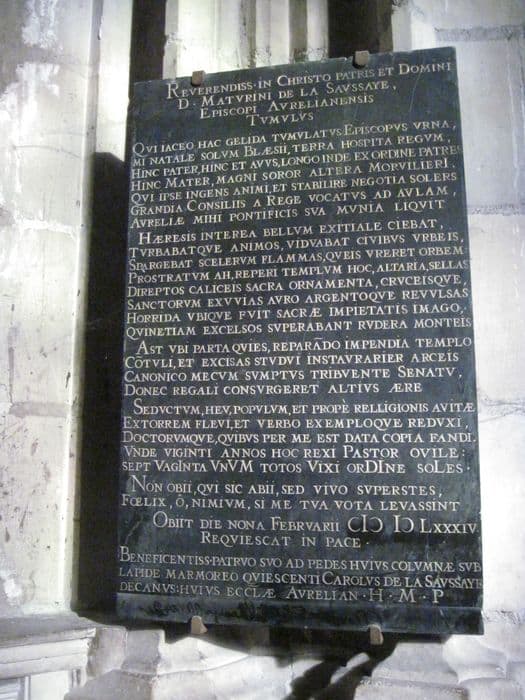 REVERENDISS·IN CHRISTO PATRIS ET DOMINI
D. MATVRINI DE LA SAVSSAYE,
EPISCOPI AVRELIANENSIS
TVMVLVS
QVI IACEO HAC GELIDA TVMVLATVS EPISCOPVS VRNA,
MI NATALE SOLVM BLÆSII, TERRA HOSPITA REGVM,
HINC PATER, HINC ET AVVS, LONGO INDE EX ORDINE PATRES
HINC MATER, MAGNI SOROR ALTERA MORVILIERI.
QVI IPSE INGENS ANIMI, ET STABILIRE NEGOTIA SOLERS
GRANDIA CONSILIIS A REGE VOCATVS AD AVLAM,
AVRELIÆ MIHI PONTIFICIS SVA MVNIA LIQVIT
HÆRESIS INTEREA BELLVM EXITIALE CIEBAT,
TVRBABATQVE ANIMOS, VIDVABAT CIVIBVS VRBEIS,
SPARGEBAT SCELERVM FLAMMAS, QVEIS VRERET ORBEM
PROSTRATVM AH, REPERI TEMPLVM HOC, ALTARIA, SELLAS
DIREPTOS CALICEIS SACRA ORNAMENTA, CRVCEISQVE,
SANCTORVM EXVVIAS AVRO ARGENTOQVE REVVLSAS
HORRIDA VBIQVE FVIT SACRÆ IMPIETATIS IMAGO,
QVINETIAM EXCELSOS SVPERABANT RVDERA MONTEIS
AST VBI PARTA QVIES, REPARĀDO IMPENDIA TEMPLO
CŌTVLI, ET EXCISAS STVDVI INSTAVRARIER ARCEIS
CANONICO MECVM SVMPTVS TRIBVENTE SENATV,
DONEC REGALI CONSVRGERET ALTIVS ÆRE
SEDVCTVM, HEV, POPVLVM, ET PROPÈ RELLIGIONIS AVITÆ
EXTORREM FLEVI, ET VERBO EXEMPLOQVE REDVXI,
DOCTORVMQVE, QVIBVS PER ME EST DATA COPIA FANDI.
VNDE VIGINTI ANNOS HOC REXI PASTOR OVILE:
SEPT VAGINTA VNVM TOTOS VIXI ORDINE SOLES·
NON OBII, QVI SIC ABII, SED VIVO SVPERSTES,
FŒLIX, Ô, NIMIVM, SI ME TVA VOTA LEVASSINT
OBIIT DIE NONA FEBRVARII CIↃ IↃ LXXXIV
REQVIESCAT IN PACE·
BENEFICENTISS·PATRVO SVO AD PEDES HVIVS COLVMNÆ SVB
LAPIDE MARMOREO QVIESCENTI CAROLVS DE LA SAVSSAYE
DECANVS·HVIVS ECCLÆ AVRELIAN·H·M·P